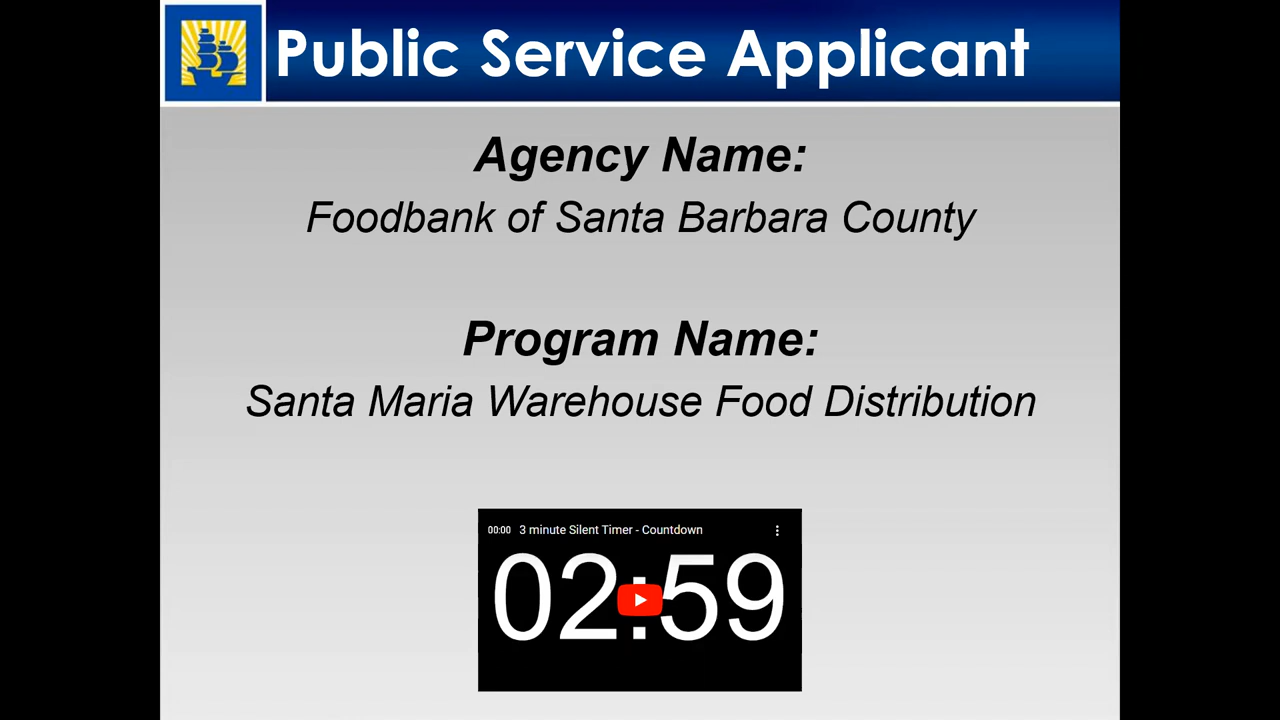 Public Service Applicant
Agency Name:
Foodbank of Santa Barbara County
Program Name:
Santa Maria Warehouse Food Distribution
00:00 3 minute Silent Timer - Countdown
02:59